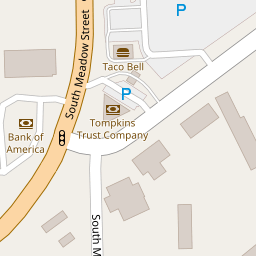 P
South Meadow Street
Taco Bell
P
Tompkins
Trust Company
Bank of
America
South M